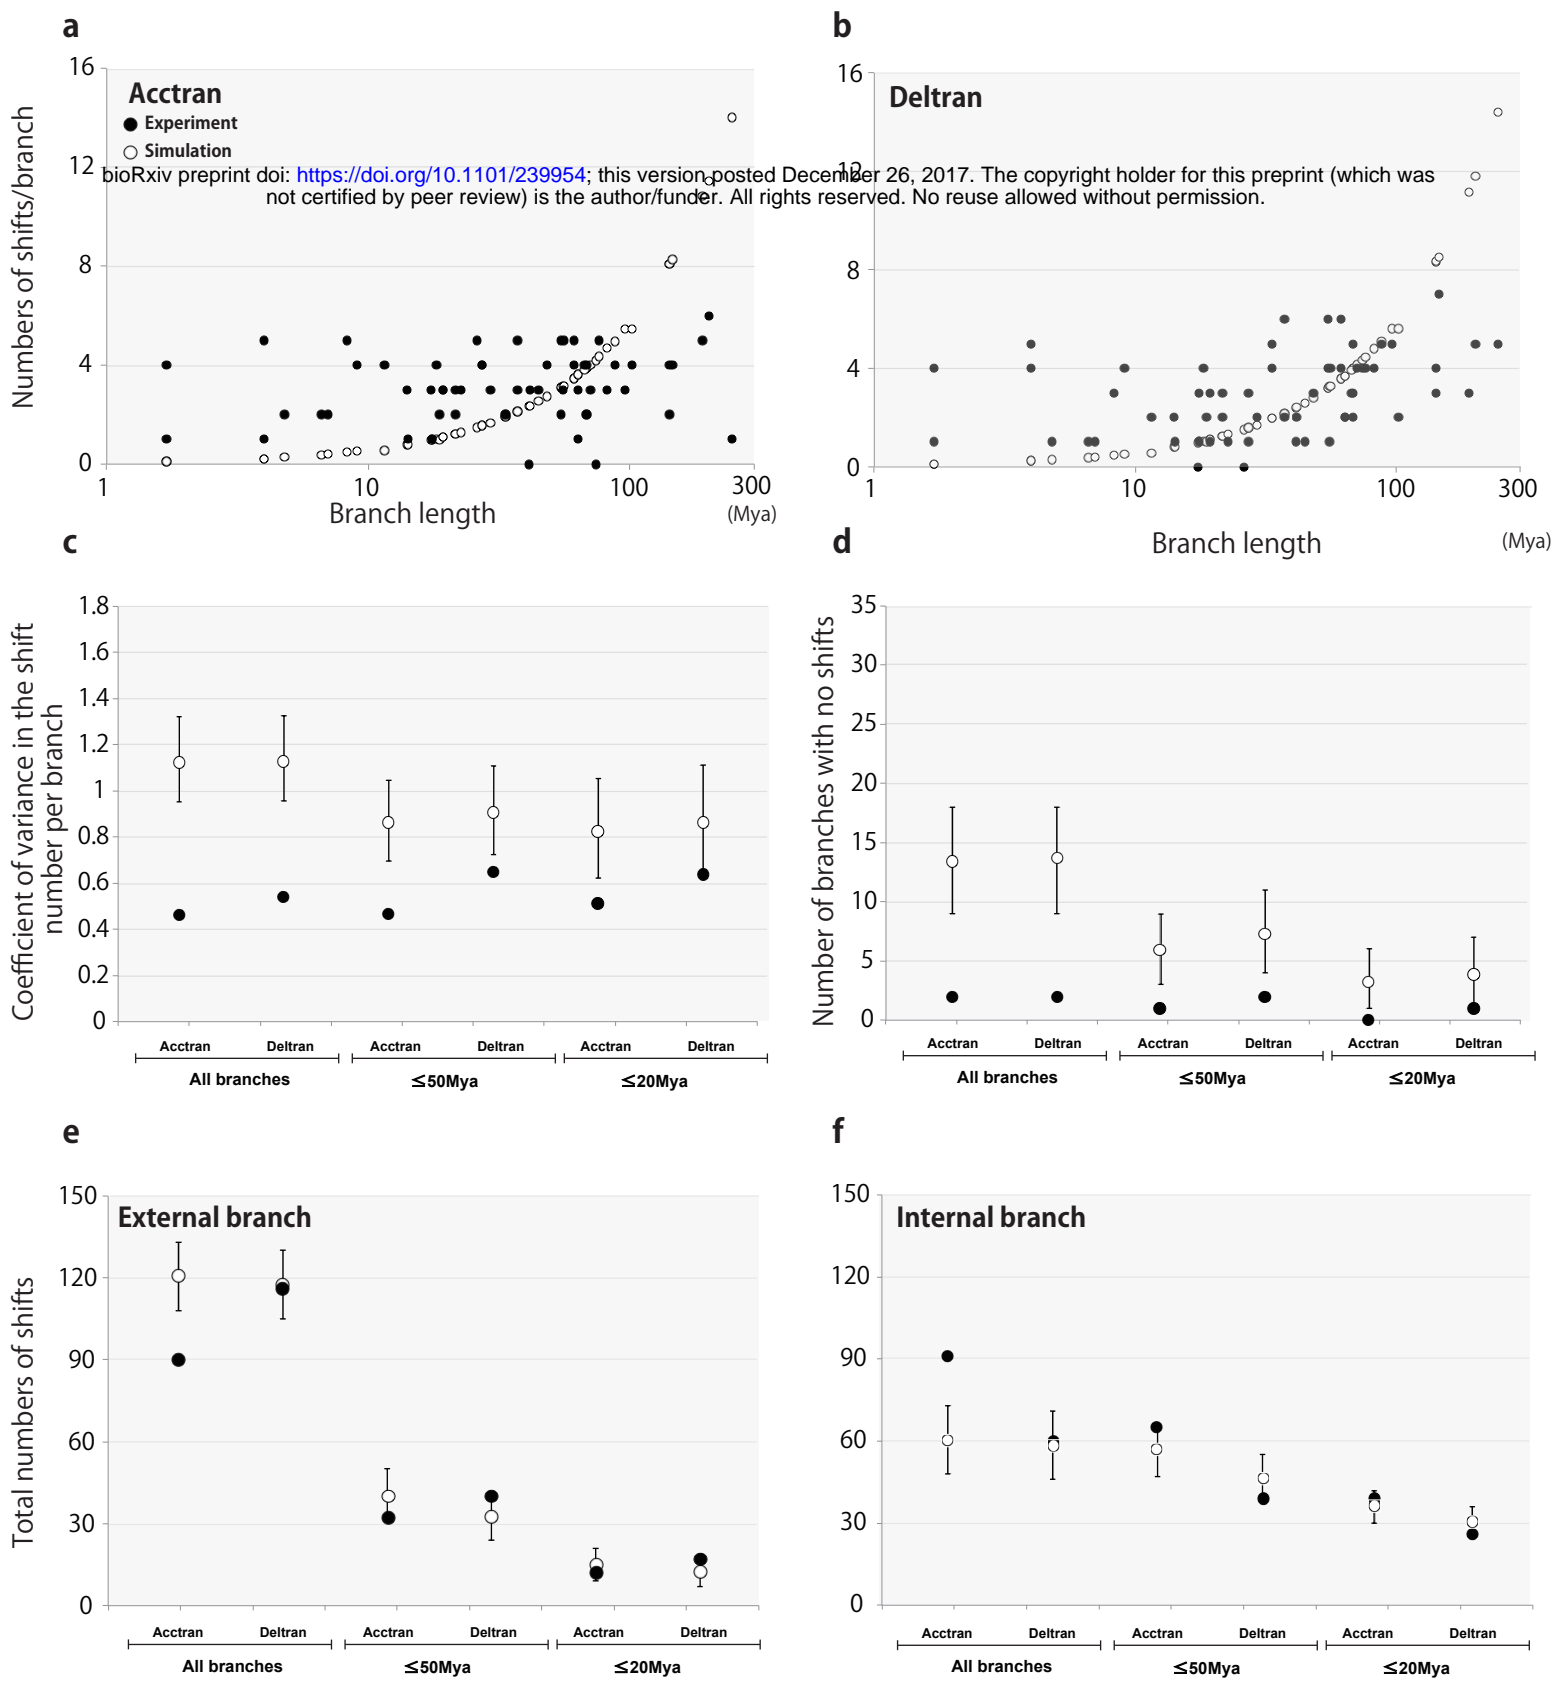 a
b
16
12
8
4
0
Numbers of shifts/branch
Acctran
Experiment
Simulation
1
10
100
300
Branch length
(Mya)
16
12
8
4
0
Deltran
1
10
100
300
Branch length
(Mya)
bioRxiv preprint doi: https://doi.org/10.1101/239954; this version posted December 26, 2017. The copyright holder for this preprint (which was
not certified by peer review) is the author/funder. All rights reserved. No reuse allowed without permission.
c
d
Coefficient of variance in the shift
number per branch
1.8
1.6
1.4
1.2
1
0.8
0.6
0.4
0.2
0
Acctran
Deltran
Acctran
Deltran
Acctran
Deltran
All branches
≤50Mya
≤20Mya
Number of branches with no shifts
35
30
25
20
15
10
5
0
Acctran
Deltran
Acctran
Deltran
Acctran
Deltran
All branches
≤50Mya
≤20Mya
e
f
Total numbers of shifts
150
120
90
60
30
0
External branch
Acctran
Deltran
Acctran
Deltran
Acctran
Deltran
All branches
≤50Mya
≤20Mya
150
120
90
60
30
0
Internal branch
Acctran
Deltran
Acctran
Deltran
Acctran
Deltran
All branches
≤50Mya
≤20Mya